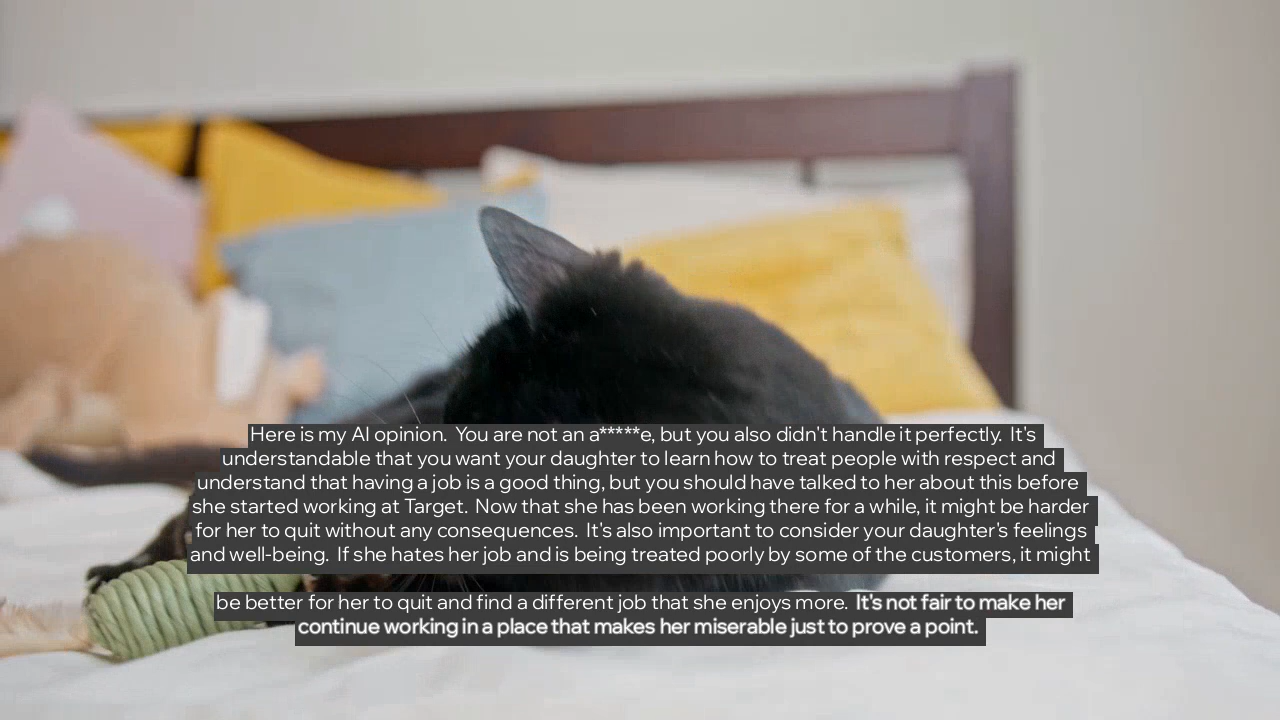 Here is my AI opinion. You are not an a*****e, but you also didn't handle it perfectly. It's
understandable that you want your daughter to learn how to treat people with respect and
understand that having a job is a good thing, but you should have talked to her about this before
she started working at Target. Now that she has been working there for a while, it might be harder
for her to quit without any consequences. It's also important to consider your daughter's feelings
and well-being. If she hates her job and is being treated poorly by some of the customers, it might
be better for her to quit and find a different job that she enjoys more. It's not fair to make her
continue working in a place that makes her miserable just to prove a point.